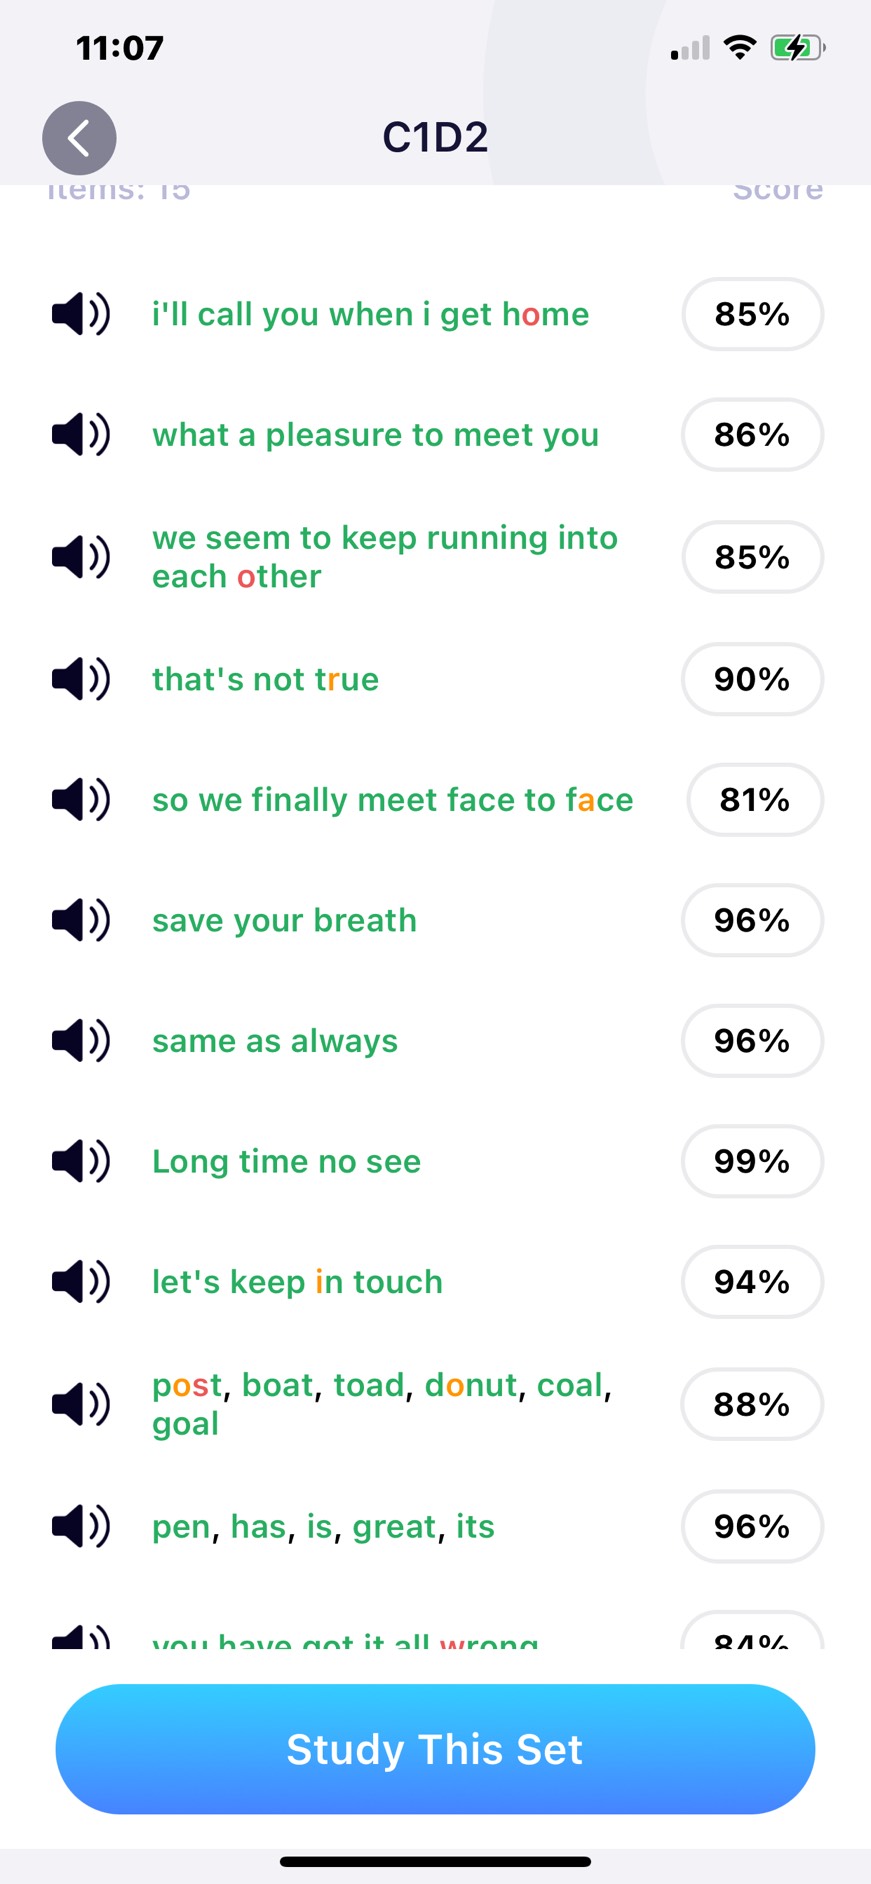 11:07
C1D2
Items: 15 Score
i'll call you when i get home 85%
what a pleasure to meet you 86%
we seem to keep running into
each other 85%
that's not true 90%
so we finally meet face to face 81%
save your breath 96%
same as always 96%
Long time no see 99%
let's keep in touch 94%
post, boat, toad, donut, coal,
goal 88%
pen, has, is, great, its 96%
you have got it all wrong 84%
Study This Set